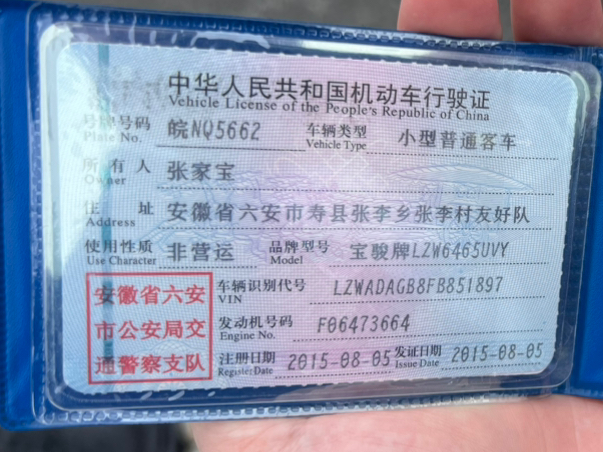 中华人民共和国机动车行驶证
Vehicle License of the People's Republic of China
号牌号码 皖NQ5662 车辆类型 小型普通客车
Plate No. Vehicle Type
所有人 张家宝
Owner
住址 安徽省六安市寿县张李乡张李村友好队
Address
使用性质 非营运 品牌型号 宝骏牌LZW6465UVY
Use Character Model
安徽省六安 车辆识别代号 LZWADAGB8FB851897
VIN
市公安局交 发动机号码 F06473664
Engine No.
通警察支队 注册日期 2015-08-05 发证日期 2015-08-05
Register Date Issue Date